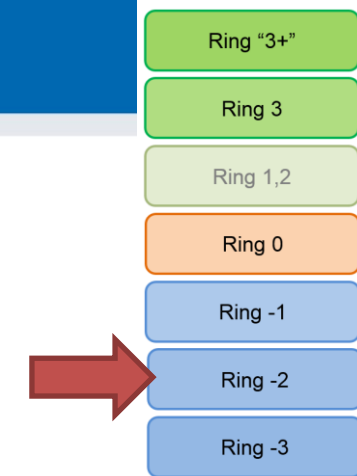 Ring “3+”
Ring 3
Ring 1,2
Ring 0
Ring -1
Ring -2
Ring -3